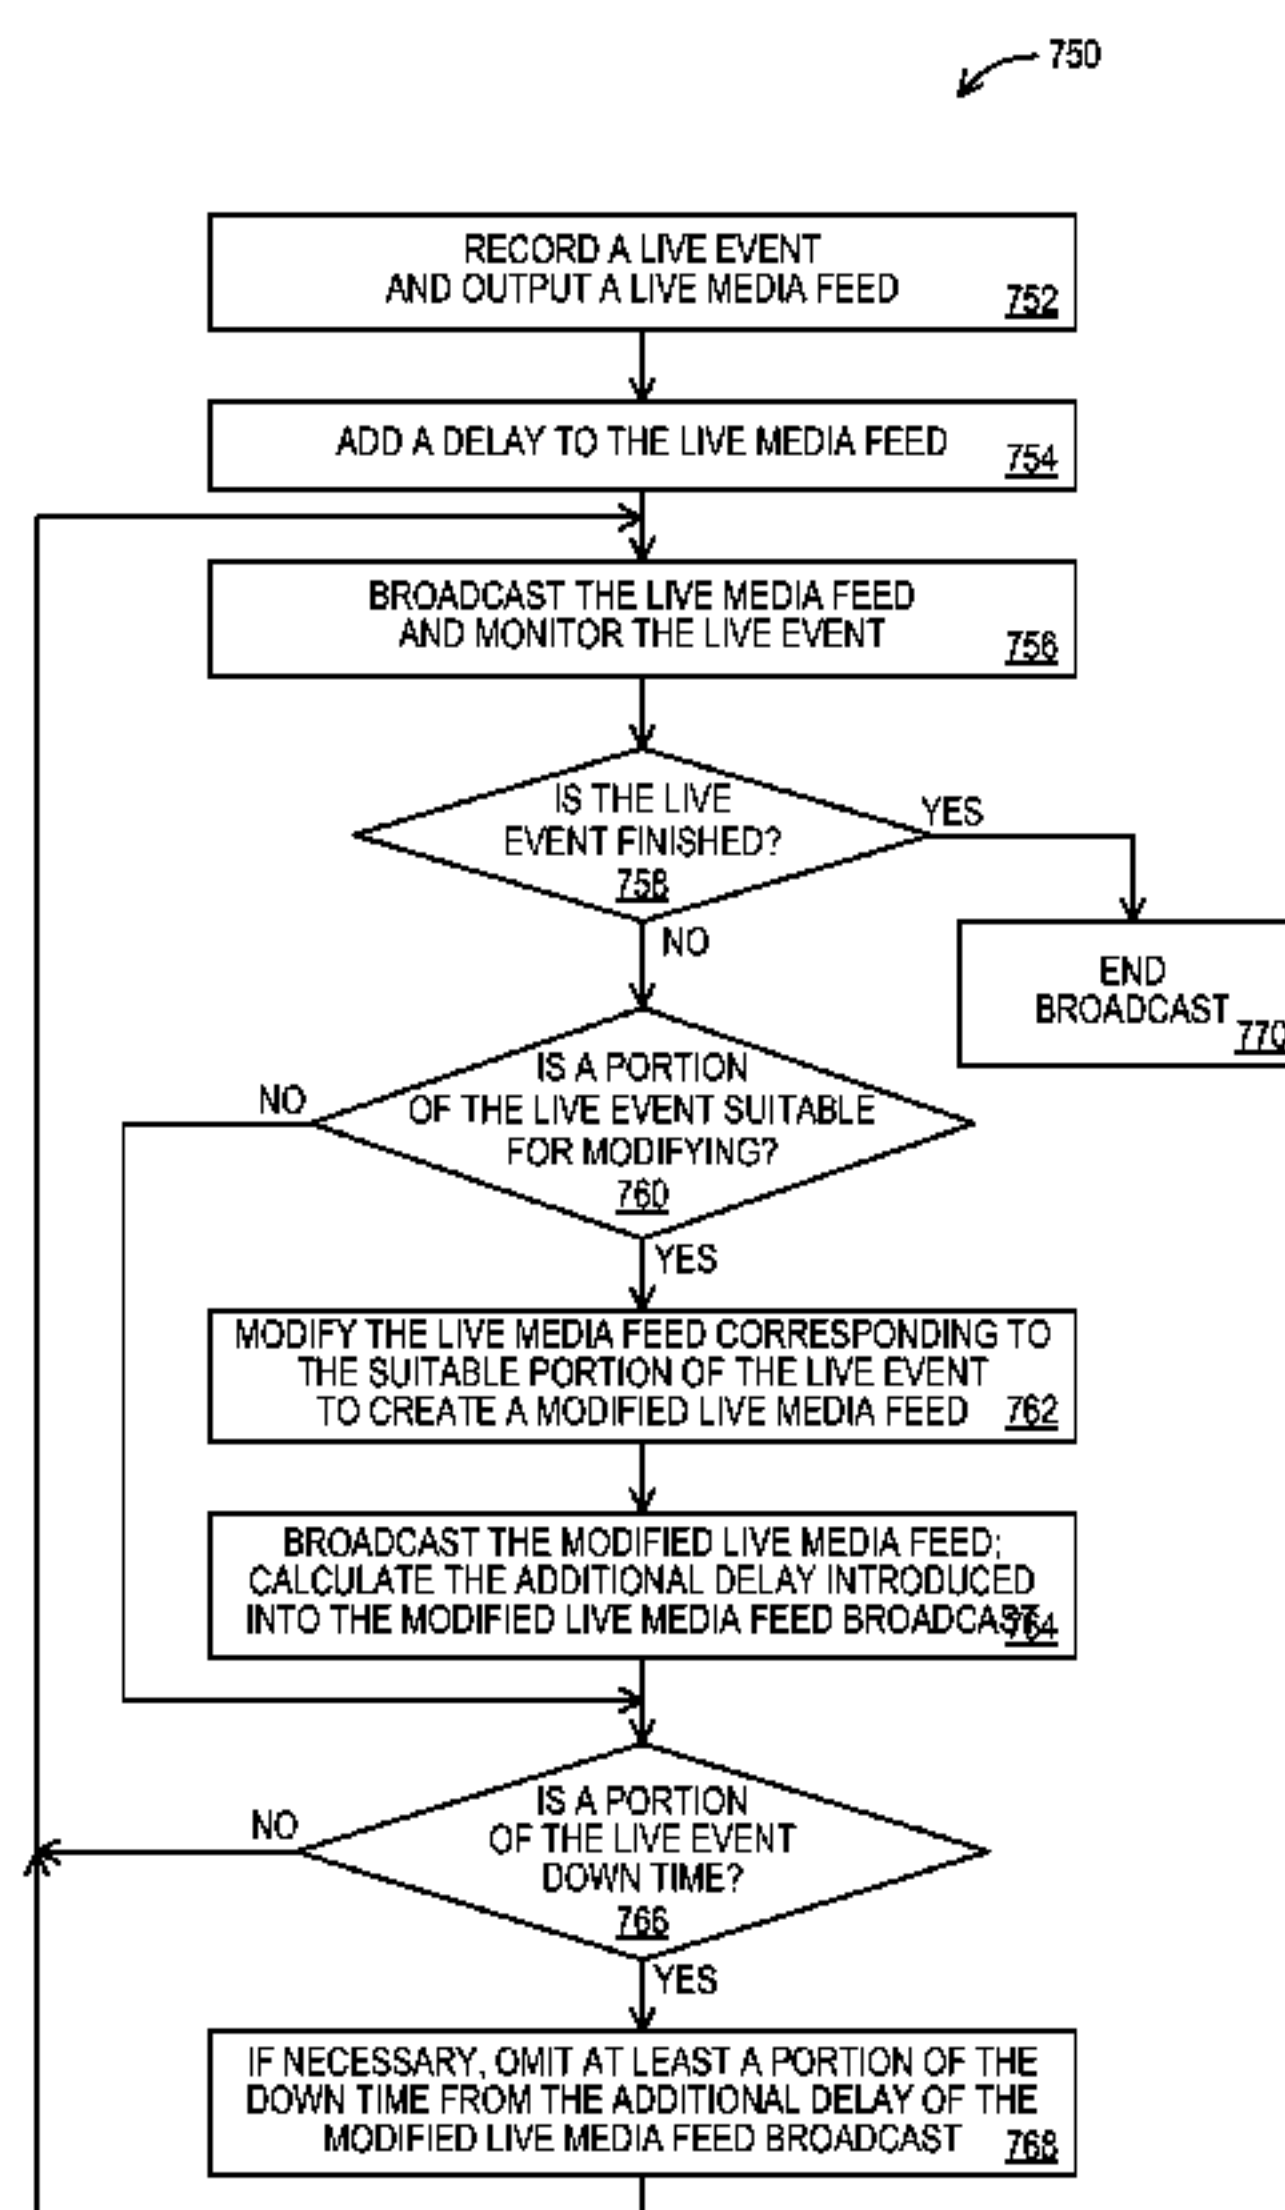 750
RECORD A LIVE EVENT
AND OUTPUT A LIVE MEDIA FEED
752
ADD A DELAY TO THE LIVE MEDIA FEED
754
BROADCAST THE LIVE MEDIA FEED
AND MONITOR THE LIVE EVENT
756
IS THE LIVE
EVENT FINISHED?
758
YES
NO
END
BROADCAST
770
IS A PORTION
OF THE LIVE EVENT SUITABLE
FOR MODIFYING?
760
NO
YES
MODIFY THE LIVE MEDIA FEED CORRESPONDING TO
THE SUITABLE PORTION OF THE LIVE EVENT
TO CREATE A MODIFIED LIVE MEDIA FEED
762
BROADCAST THE MODIFIED LIVE MEDIA FEED;
CALCULATE THE ADDITIONAL DELAY INTRODUCED
INTO THE MODIFIED LIVE MEDIA FEED BROADCAST
764
IS A PORTION
OF THE LIVE EVENT
DOWN TIME?
766
NO
YES
IF NECESSARY, OMIT AT LEAST A PORTION OF THE
DOWN TIME FROM THE ADDITIONAL DELAY OF THE
MODIFIED LIVE MEDIA FEED BROADCAST
768